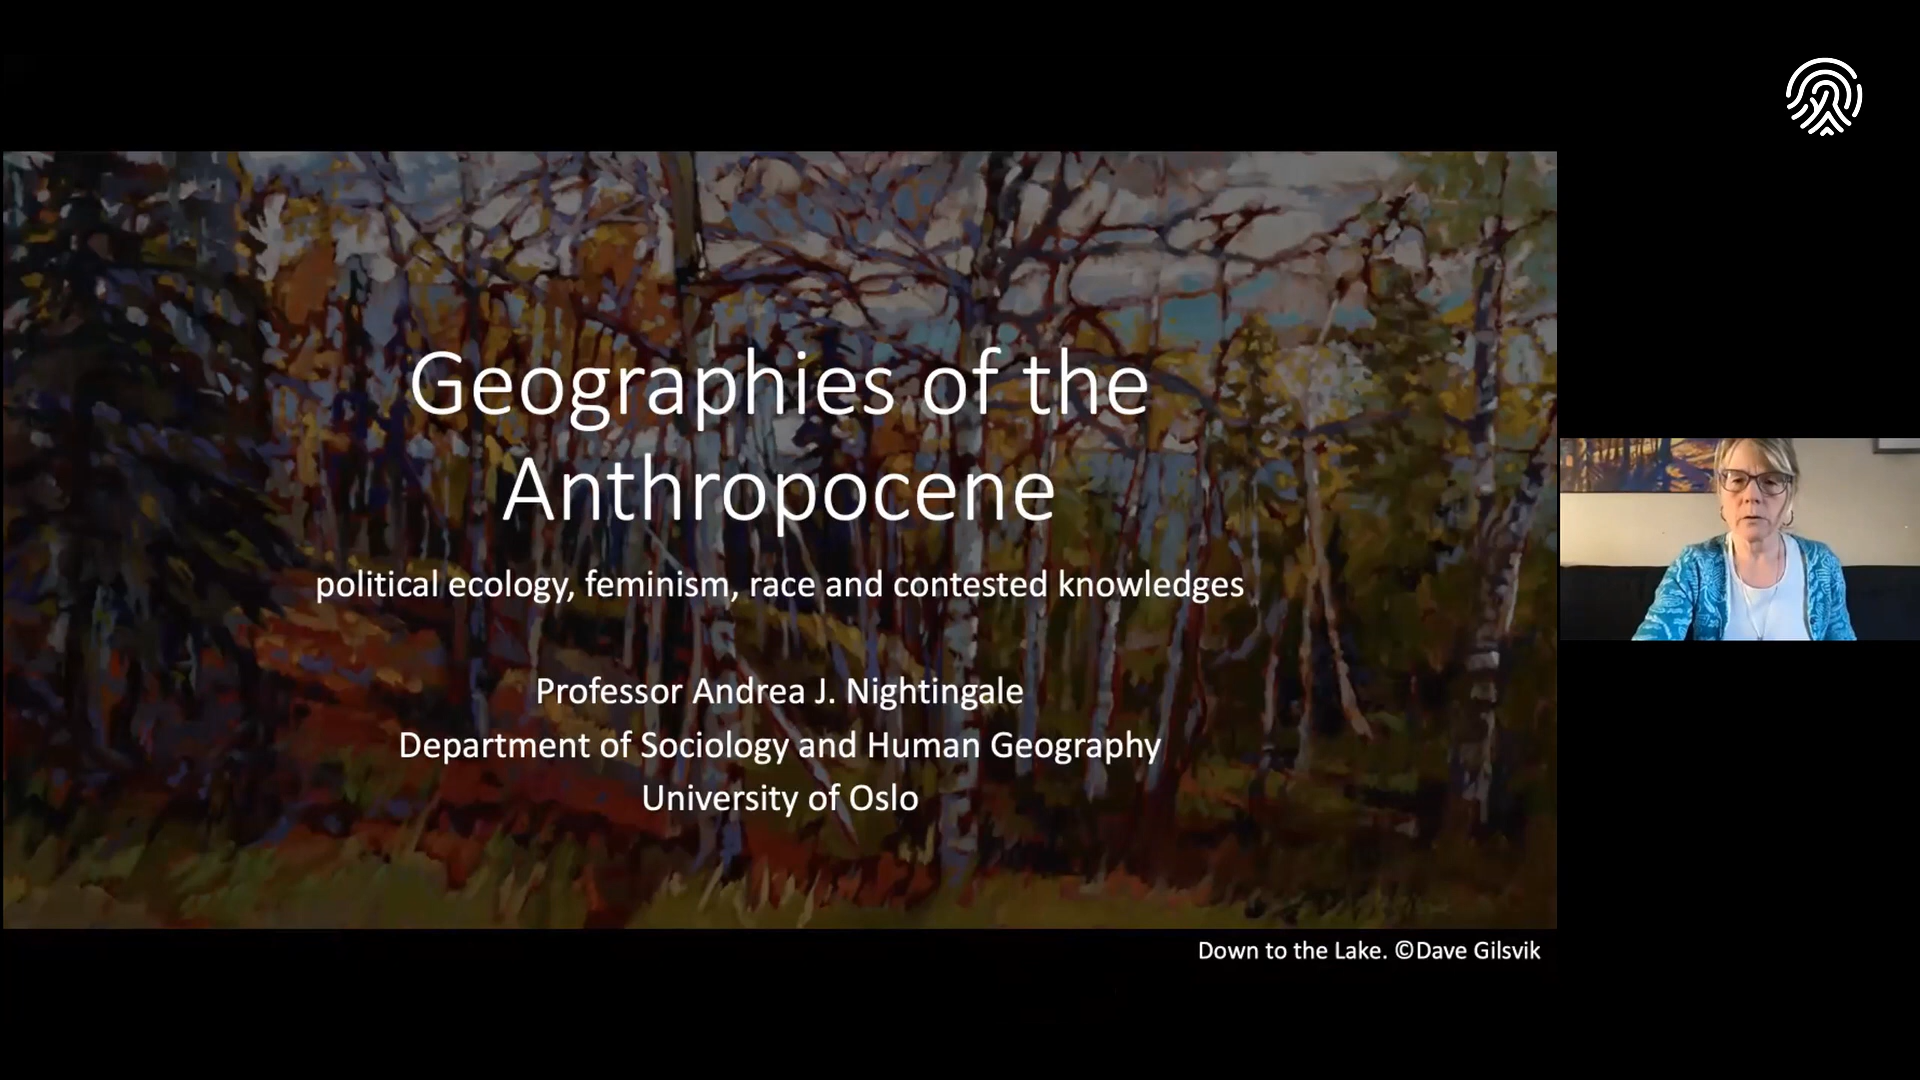 Geographies of the
Anthropocene
political ecology, feminism, race and contested knowledges
Professor Andrea J. Nightingale
Department of Sociology and Human Geography
University of Oslo
Down to the Lake. ©Dave Gilsvik